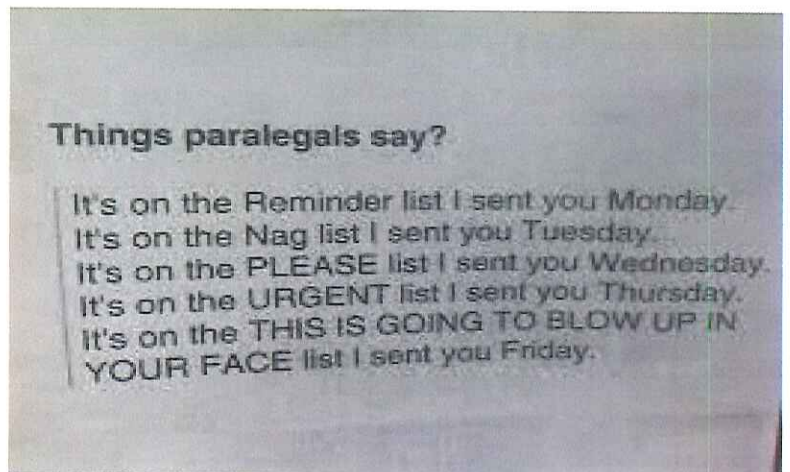 Things paralegals say?
It's on the Reminder list I sent you Monday.
It's on the Nag list I sent you Tuesday...
It's on the PLEASE list I sent you Wednesday.
It's on the URGENT list I sent you Thursday.
It's on the THIS IS GOING TO BLOW UP IN
YOUR FACE list I sent you Friday.